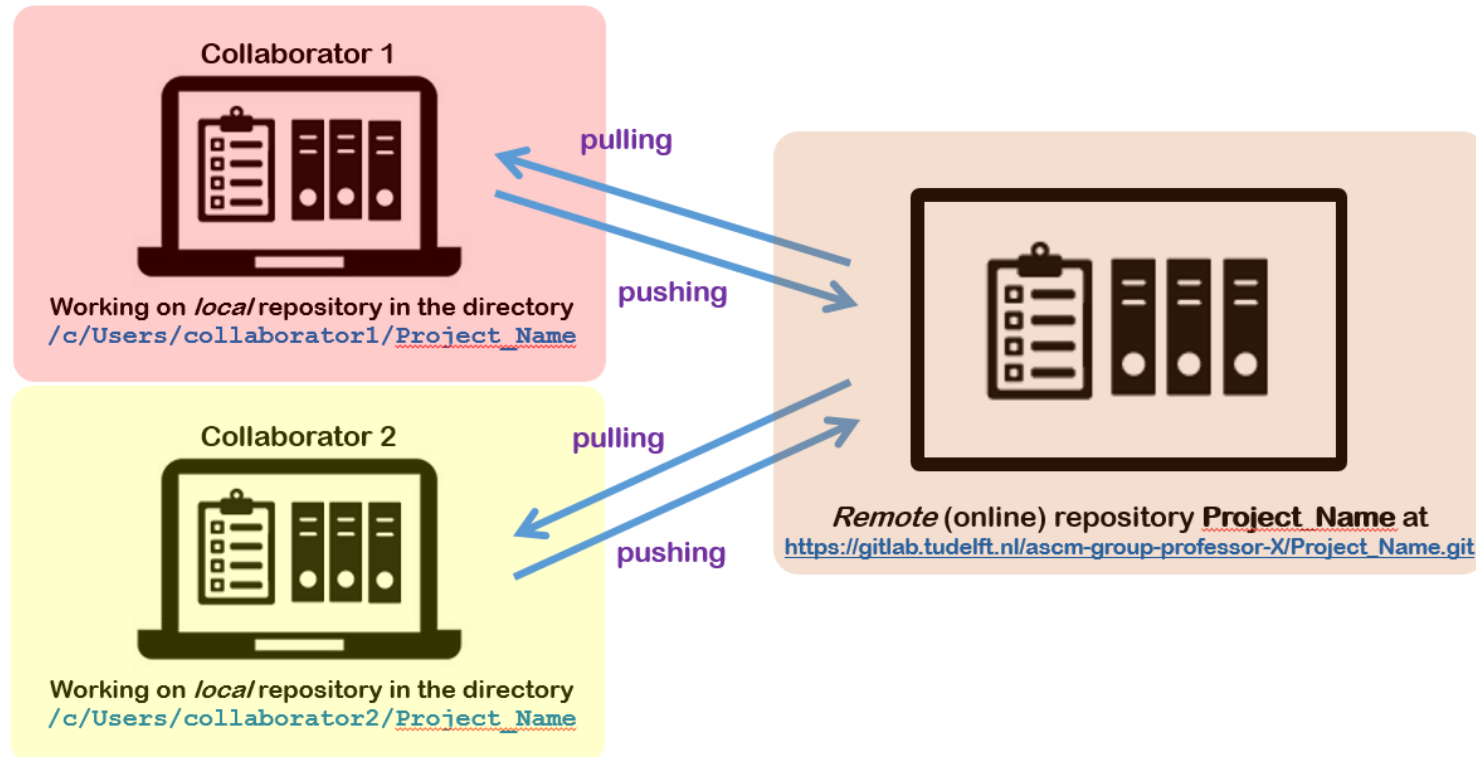 Collaborator 1
Working on local repository in the directory
/c/Users/collaborator1/Project_Name
pulling
pushing
Collaborator 2
Working on local repository in the directory
/c/Users/collaborator2/Project_Name
pulling
pushing
Remote (online) repository Project_Name at
https://gitlab.tudelft.nl/ascm-group-professor-X/Project_Name.git